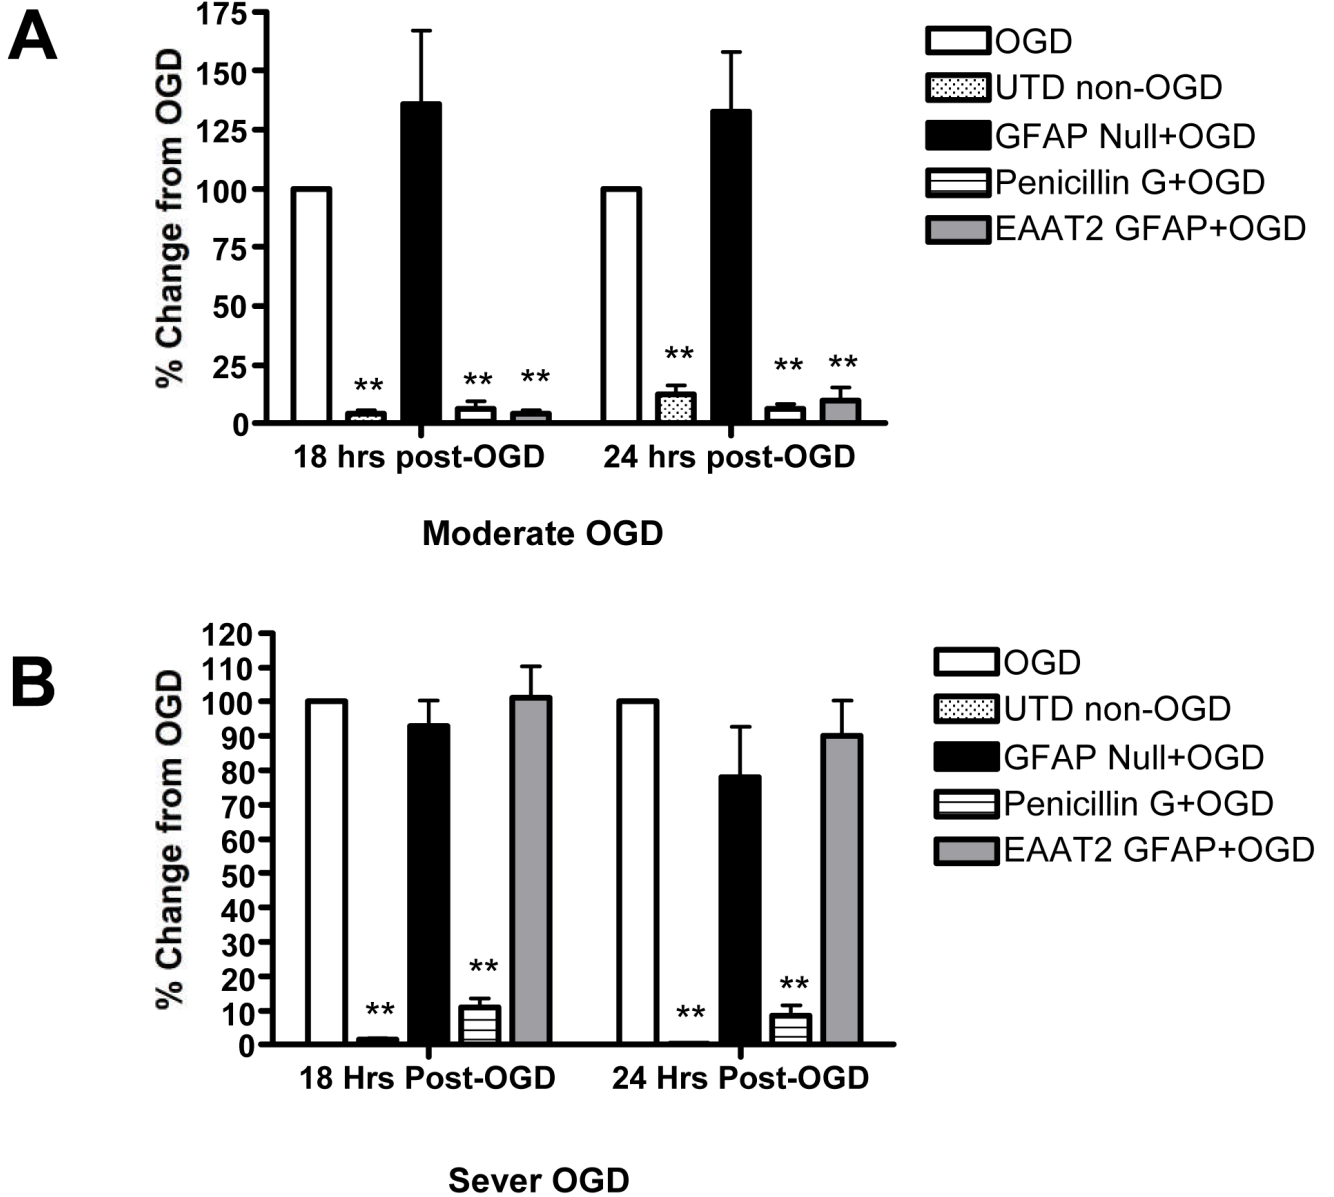 A
% Change from OGD
175
150
125
100
75
50
25
0
** ** **
** ** **
18 hrs post-OGD 24 hrs post-OGD
Moderate OGD
OGD
UTD non-OGD
GFAP Null+OGD
Penicillin G+OGD
EAAT2 GFAP+OGD
B
% Change from OGD
120
110
100
90
80
70
60
50
40
30
20
10
0
** **
** **
18 Hrs Post-OGD 24 Hrs Post-OGD
Sever OGD
OGD
UTD non-OGD
GFAP Null+OGD
Penicillin G+OGD
EAAT2 GFAP+OGD